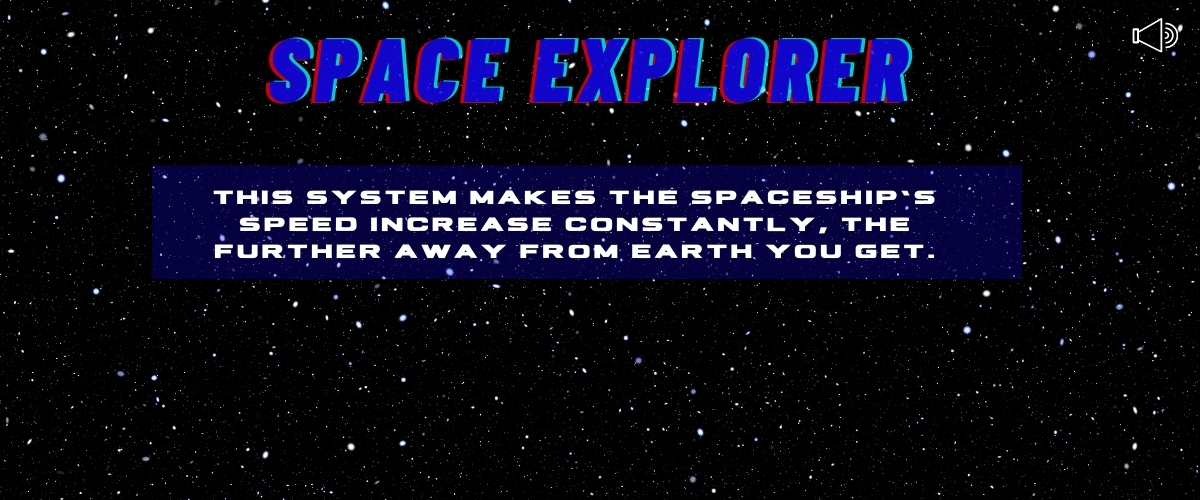 SPACE EXPLORER
THIS SYSTEM MAKES THE SPACESHIP'S
SPEED INCREASE CONSTANTLY, THE
FURTHER AWAY FROM EARTH YOU GET.